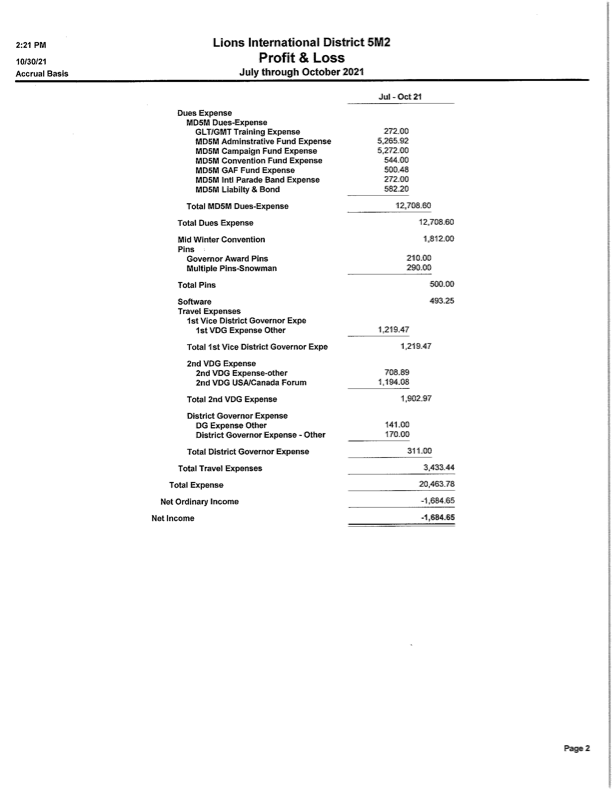 2:21 PM
10/30/21
Accrual Basis
Lions International District 5M2
Profit & Loss
July through October 2021
Jul - Oct 21
Dues Expense
MD5M Dues-Expense
GLT/GMT Training Expense 272.00
MD5M Adminstrative Fund Expense 5,265.92
MD5M Campaign Fund Expense 5,272.00
MD5M Convention Fund Expense 544.00
MD5M GAF Fund Expense 500.48
MD5M Intl Parade Band Expense 272.00
MD5M Liabilty & Bond 582.20
Total MD5M Dues-Expense 12,708.60
Total Dues Expense 12,708.60
Mid Winter Convention 1,812.00
Pins
Governor Award Pins 210.00
Multiple Pins-Snowman 290.00
Total Pins 500.00
Software 493.25
Travel Expenses
1st Vice District Governor Expe
1st VDG Expense Other 1,219.47
Total 1st Vice District Governor Expe 1,219.47
2nd VDG Expense
2nd VDG Expense-other 708.89
2nd VDG USA/Canada Forum 1,194.08
Total 2nd VDG Expense 1,902.97
District Governor Expense
DG Expense Other 141.00
District Governor Expense - Other 170.00
Total District Governor Expense 311.00
Total Travel Expenses 3,433.44
Total Expense 20,463.78
Net Ordinary Income -1,684.65
Net Income -1,684.65
Page 2